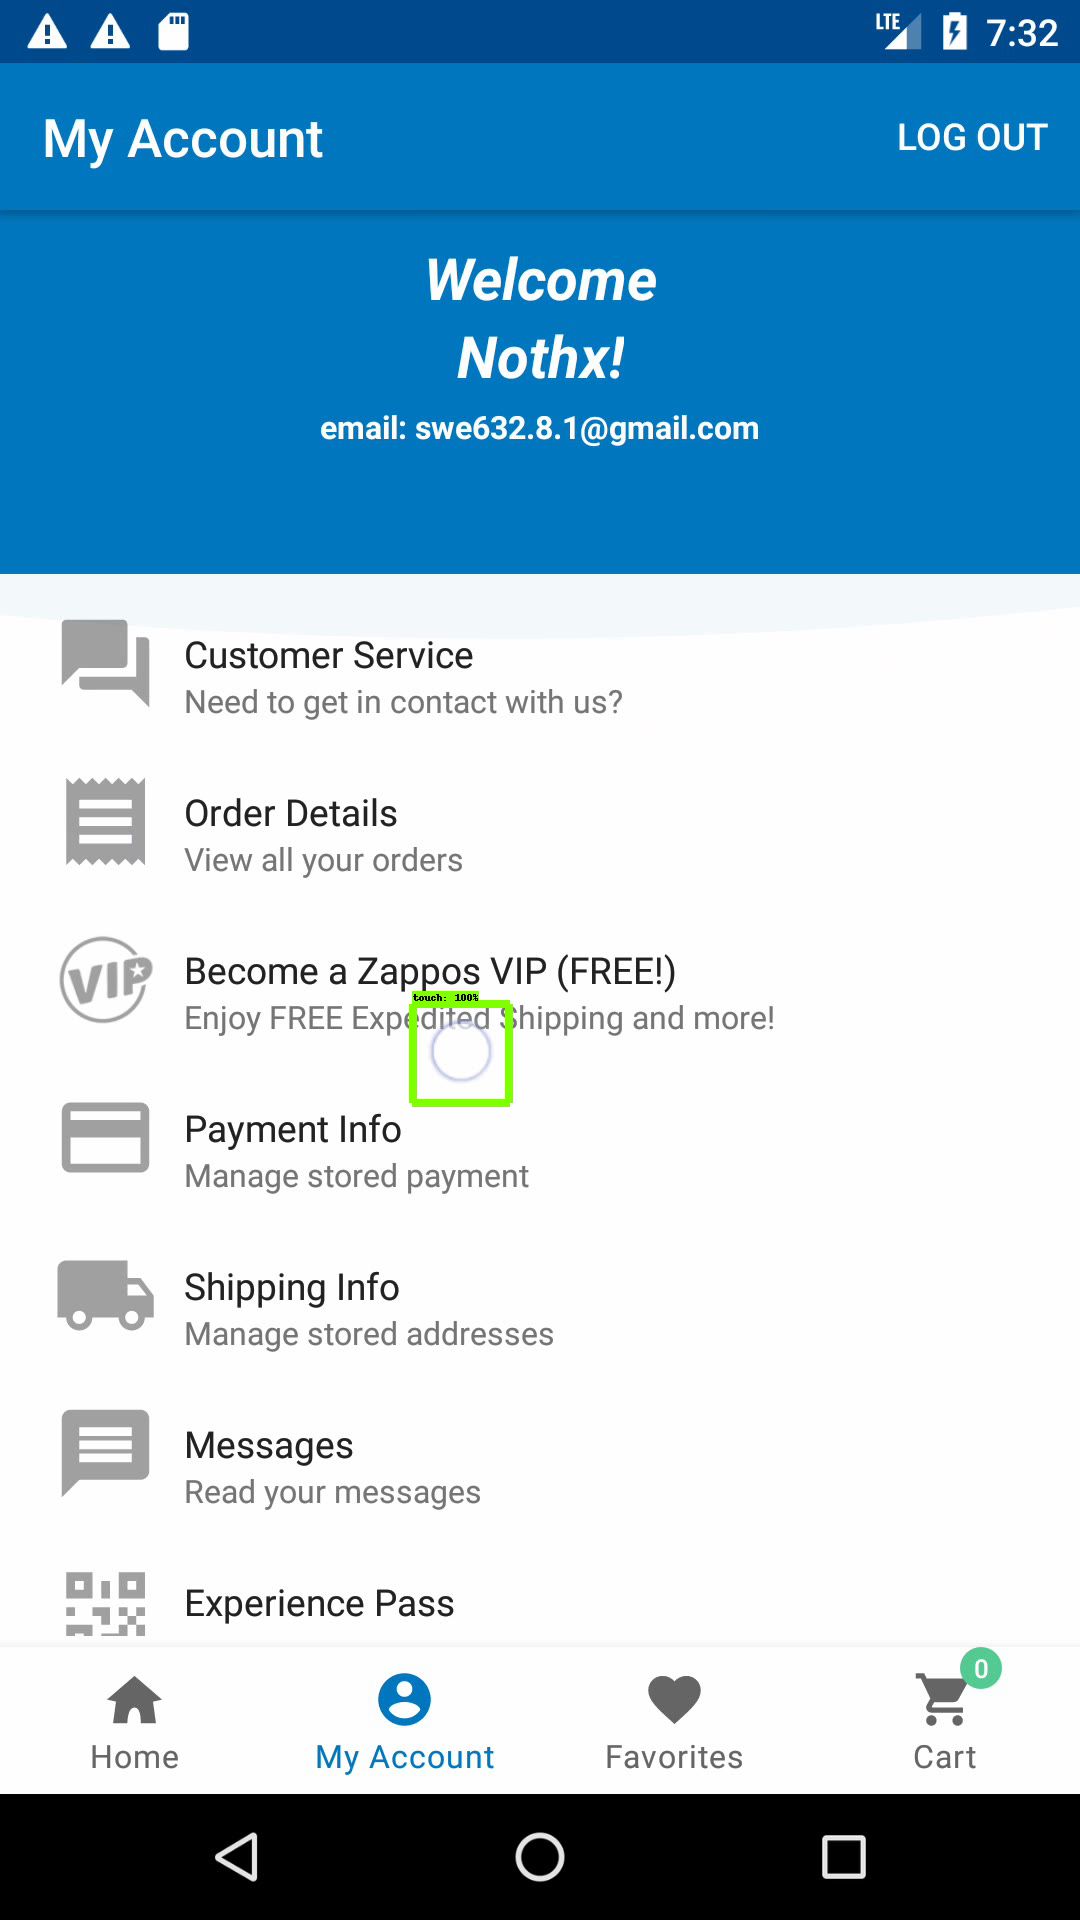 LTE 7:32
My Account LOG OUT
Welcome
Nothx!
email: swe632.8.1@gmail.com
Customer Service
Need to get in contact with us?
Order Details
View all your orders
VIP
Become a Zappos VIP (FREE!)
touch: 100%
Enjoy FREE Expedited Shipping and more!
Payment Info
Manage stored payment
Shipping Info
Manage stored addresses
Messages
Read your messages
Experience Pass
0
Home My Account Favorites Cart